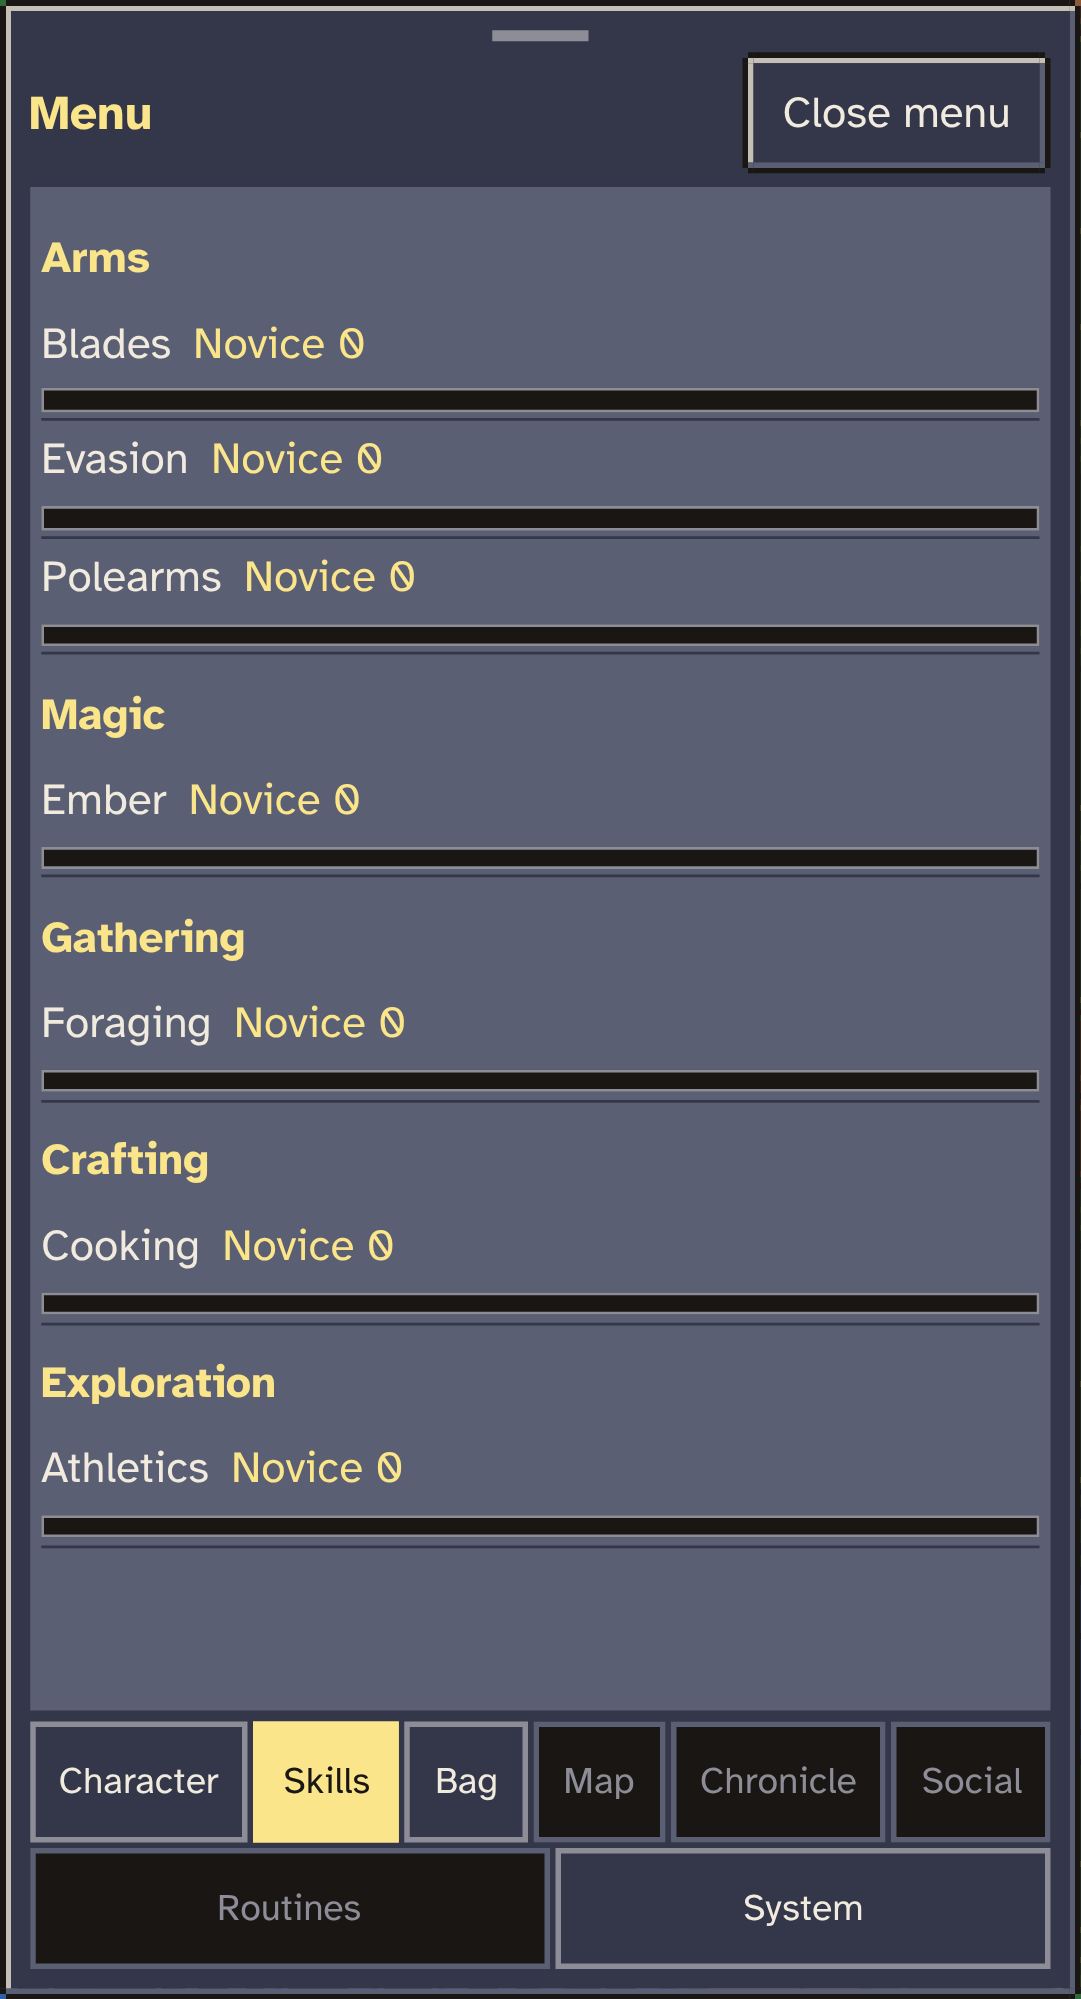 Menu
Close menu
Arms
Blades Novice 0
Evasion Novice 0
Polearms Novice 0
Magic
Ember Novice 0
Gathering
Foraging Novice 0
Crafting
Cooking Novice 0
Exploration
Athletics Novice 0
Character Skills Bag Map Chronicle Social
Routines System